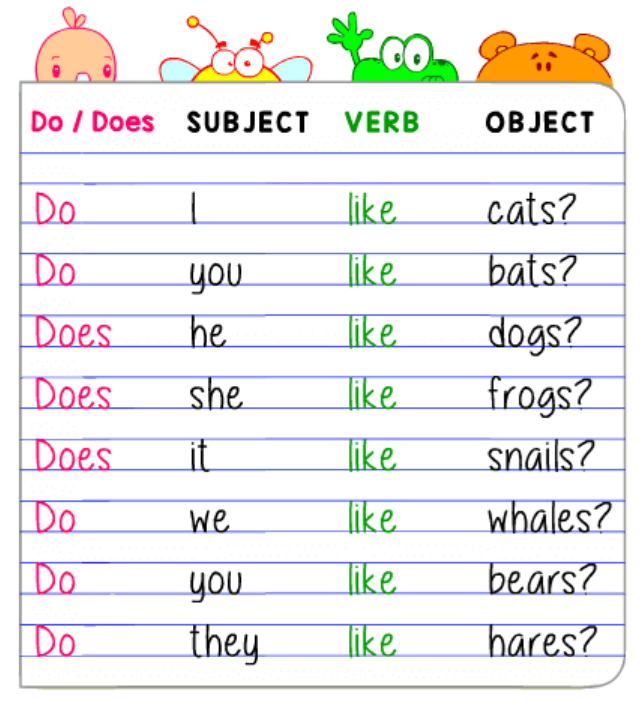 Do / Does SUBJECT VERB OBJECT
Do I like cats?
Do you like bats?
Does he like dogs?
Does she like frogs?
Does it like snails?
Do we like whales?
Do you like bears?
Do they like hares?